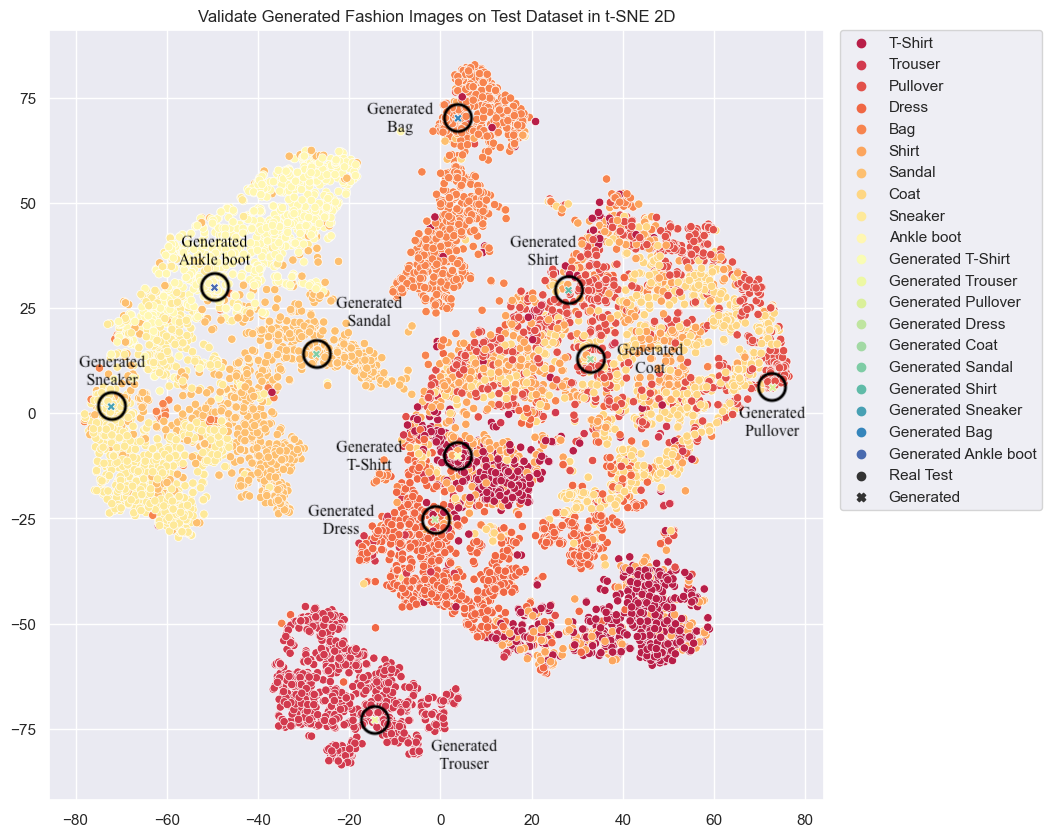 Validate Generated Fashion Images on Test Dataset in t-SNE 2D
75
50
25
0
−25
−50
−75
−80
−60
−40
−20
0
20
40
60
80
Generated
Bag
Generated
Ankle boot
Generated
Shirt
Generated
Sandal
Generated
Sneaker
Generated
Coat
Generated
Pullover
Generated
T-Shirt
Generated
Dress
Generated
Trouser
T-Shirt
Trouser
Pullover
Dress
Bag
Shirt
Sandal
Coat
Sneaker
Ankle boot
Generated T-Shirt
Generated Trouser
Generated Pullover
Generated Dress
Generated Coat
Generated Sandal
Generated Shirt
Generated Sneaker
Generated Bag
Generated Ankle boot
Real Test
Generated